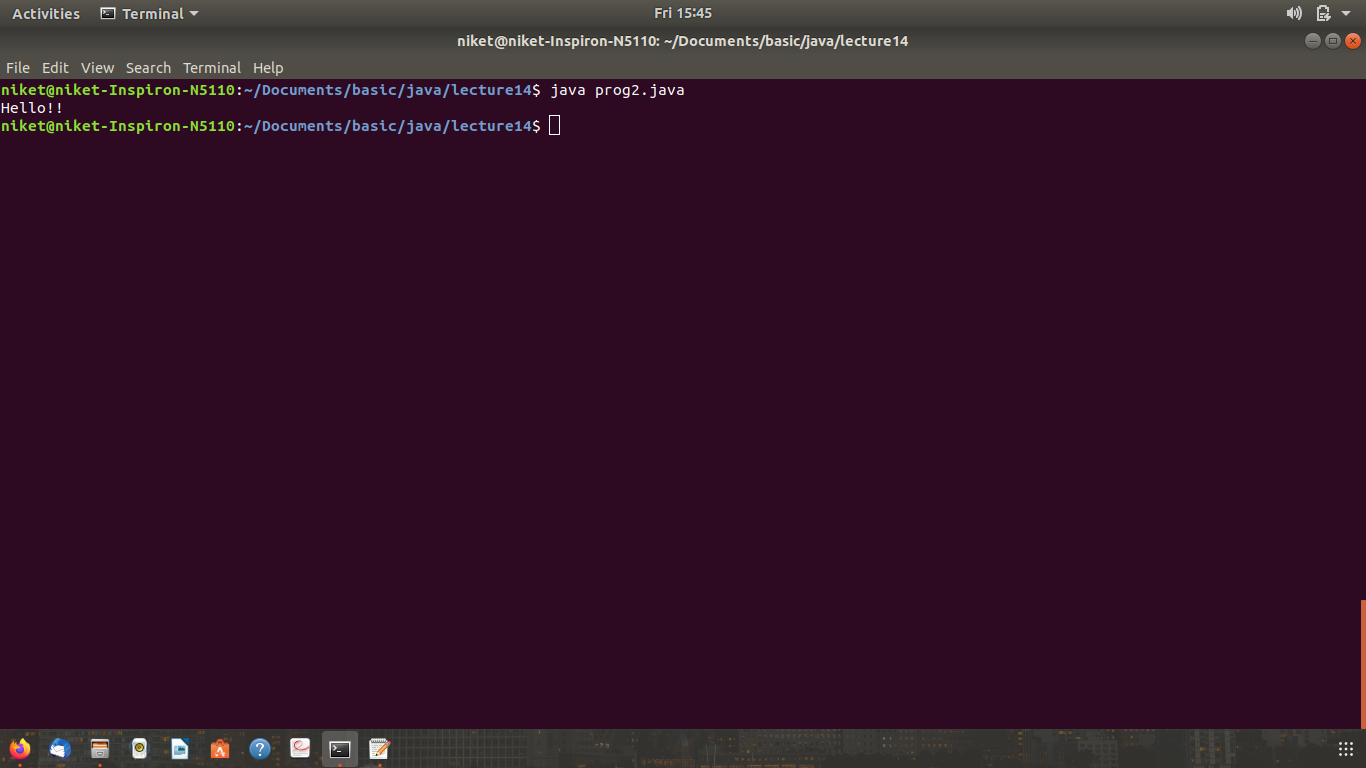 Activities Terminal Fri 15:45
niket@niket-Inspiron-N5110: ~/Documents/basic/java/lecture14
File Edit View Search Terminal Help
niket@niket-Inspiron-N5110:~/Documents/basic/java/lecture14$ java prog2.java
Hello!!
niket@niket-Inspiron-N5110:~/Documents/basic/java/lecture14$